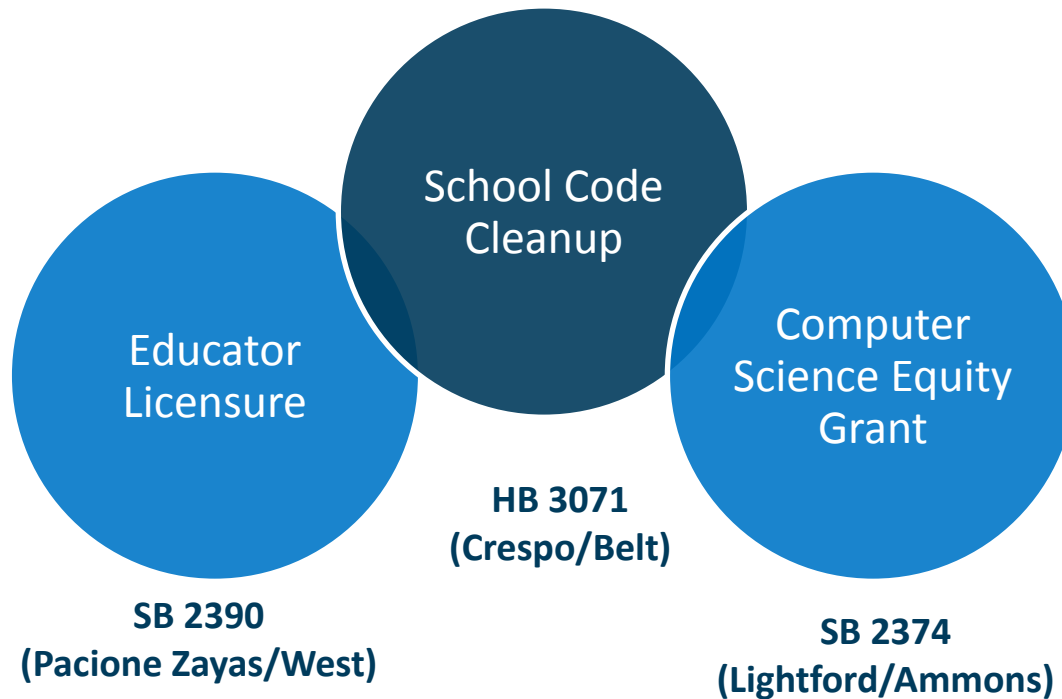 School Code
Cleanup
Educator
Licensure
Computer
Science Equity
Grant
HB 3071
(Crespo/Belt)
SB 2390
(Pacione Zayas/West)
SB 2374
(Lightford/Ammons)